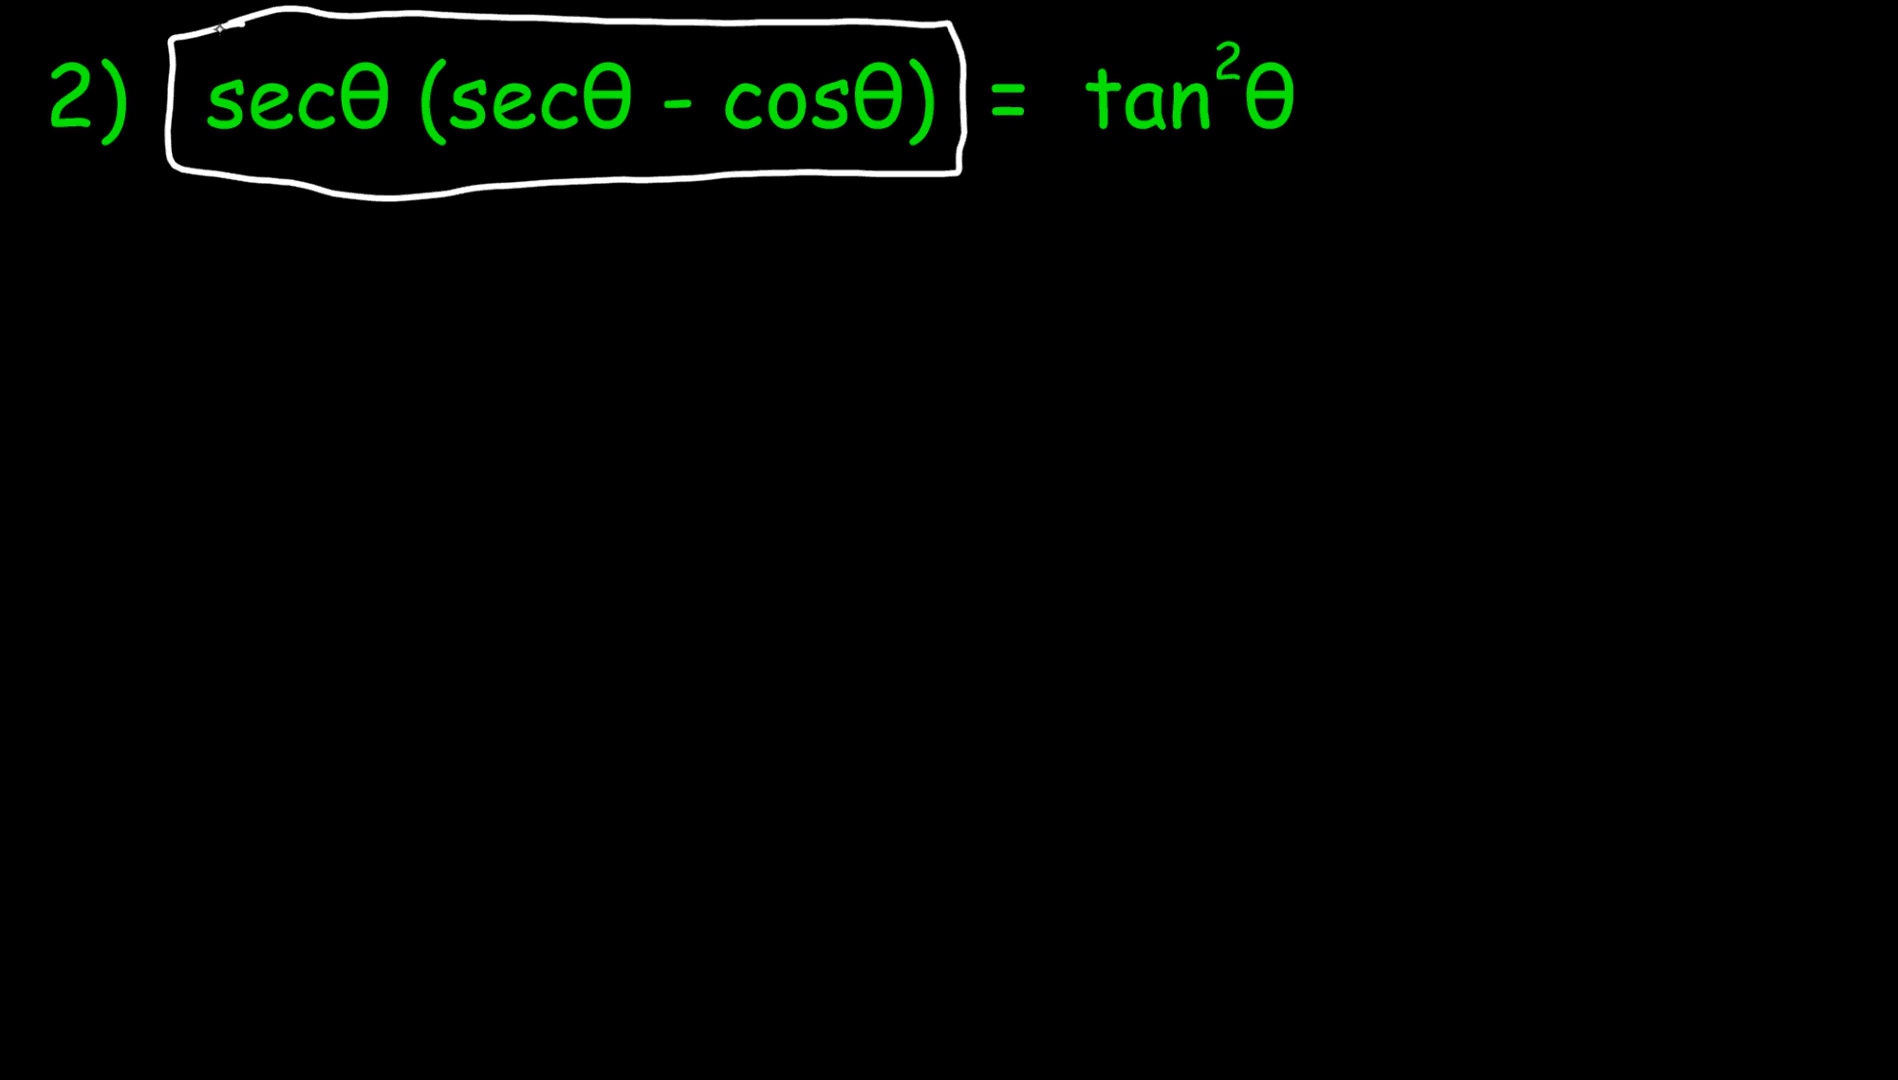 2) secθ (secθ - cosθ) = tan²θ